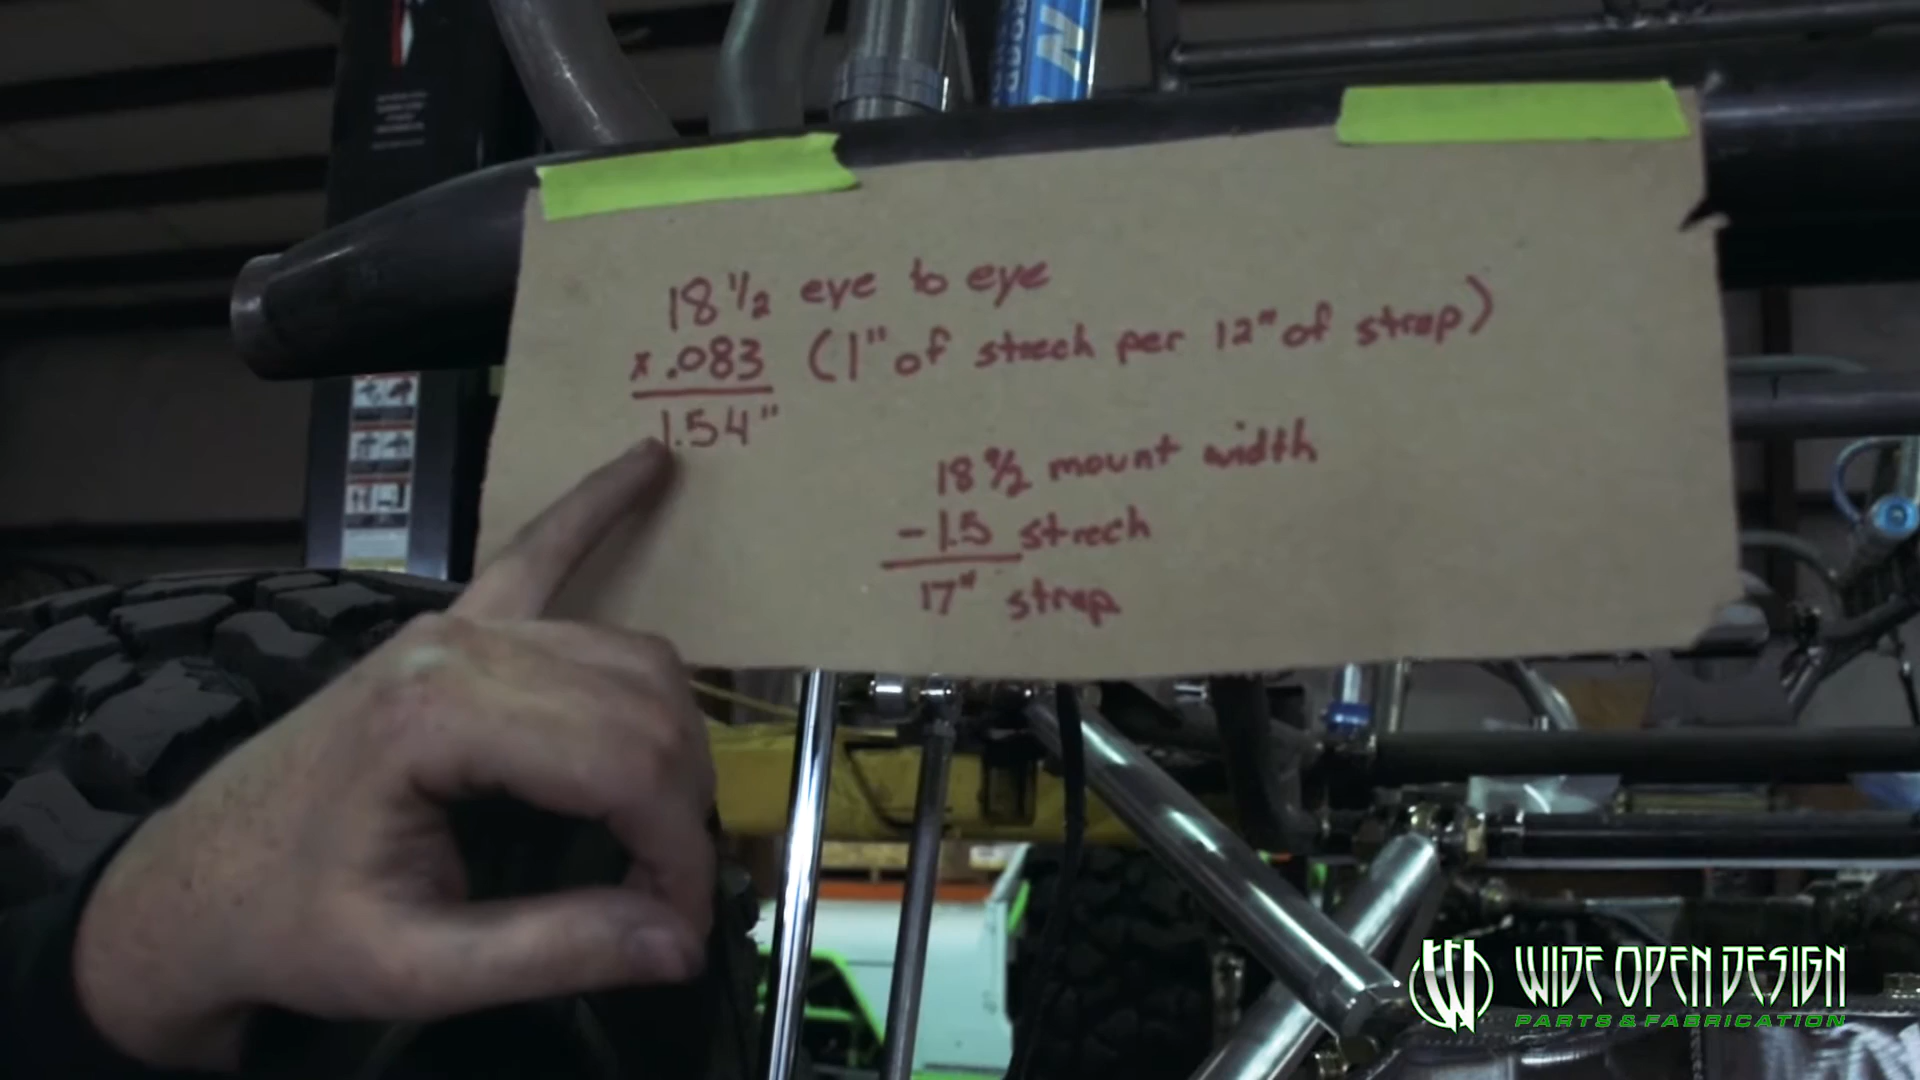 18 1/2 eye to eye
x .083 (1" of strech per 12" of strap)
1.54"
18 1/2 mount width
- 1.5 strech
17" strap
N
WIDE OPEN DESIGN
PARTS & FABRICATION